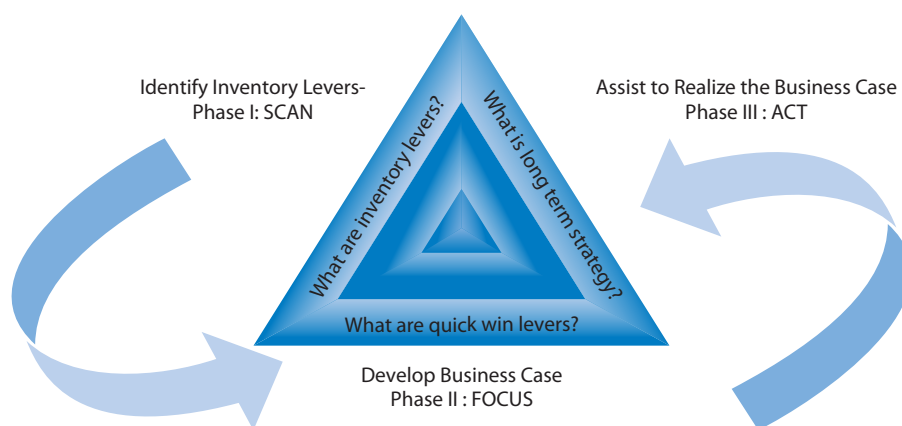 Identify Inventory Levers-
Phase I: SCAN
Assist to Realize the Business Case
Phase III : ACT
What are inventory levers?
What is long term strategy?
What are quick win levers?
Develop Business Case
Phase II : FOCUS